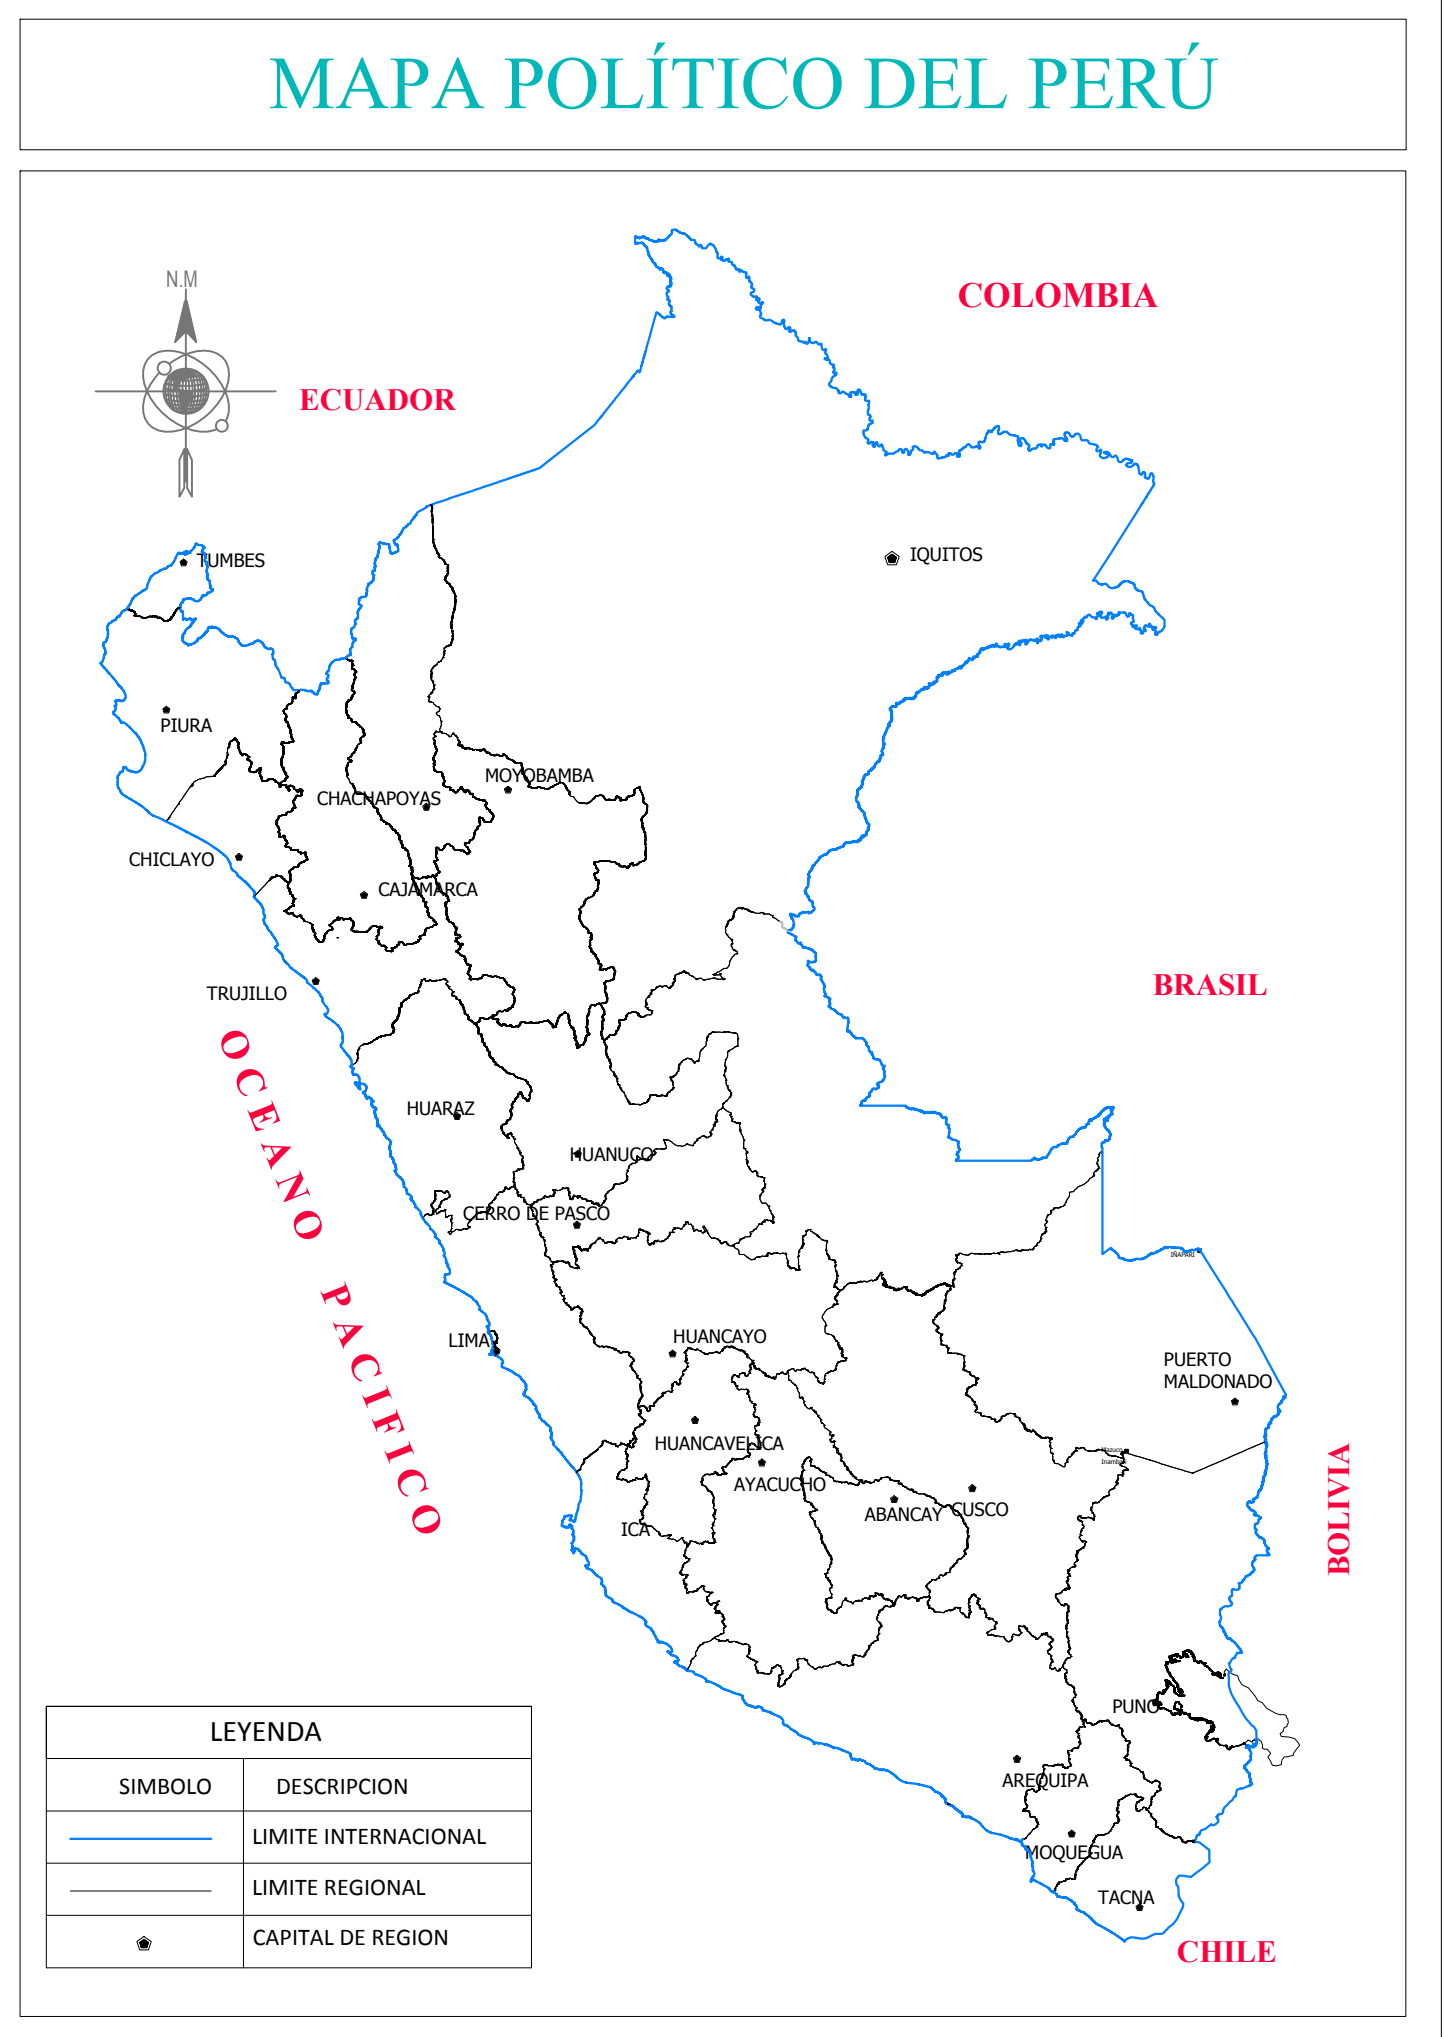 MAPA POLÍTICO DEL PERÚ
N.M
COLOMBIA
ECUADOR
TUMBES
IQUITOS
PIURA
MOYOBAMBA
CHACHAPOYAS
CHICLAYO
CAJAMARCA
TRUJILLO
BRASIL
OCEANO PACIFICO
HUARAZ
HUANUCO
CERRO DE PASCO
IÑAPARI
LIMA
HUANCAYO
PUERTO
MALDONADO
HUANCAVELICA
Mazuco
AYACUCHO
ABANCAY
CUSCO
ICA
BOLIVIA
PUNO
AREQUIPA
MOQUEGUA
TACNA
CHILE
LEYENDA
SIMBOLO DESCRIPCION
LIMITE INTERNACIONAL
LIMITE REGIONAL
CAPITAL DE REGION